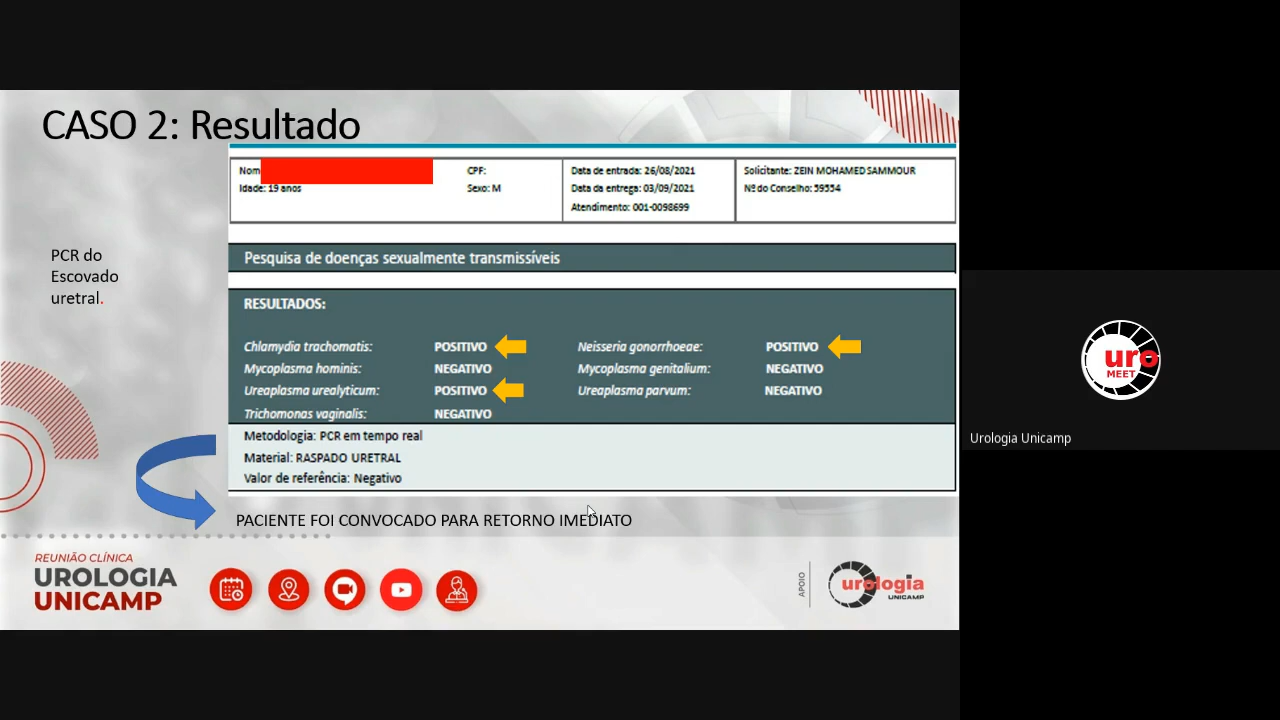 CASO 2: Resultado
Nom
CPF:
Data de entrada: 26/08/2021
Solicitante: ZEIN MOHAMED SAMMOUR
Idade: 19 anos
Sexo: M
Data da entrega: 03/09/2021
Nº do Conselho: 59554
Atendimento: 001-0098699
PCR do
Escovado
uretral.
Pesquisa de doenças sexualmente transmissíveis
RESULTADOS:
Chlamydia trachomatis: POSITIVO Neisseria gonorrhoeae: POSITIVO
Mycoplasma hominis: NEGATIVO Mycoplasma genitalium: NEGATIVO
Ureaplasma urealyticum: POSITIVO Ureaplasma parvum: NEGATIVO
Trichomonas vaginalis: NEGATIVO
Metodologia: PCR em tempo real
Material: RASPADO URETRAL
Valor de referência: Negativo
PACIENTE FOI CONVOCADO PARA RETORNO IMEDIATO
REUNIÃO CLÍNICA
UROLOGIA
UNICAMP
APOIO
urologia
UNICAMP
uro
MEET
Urologia Unicamp